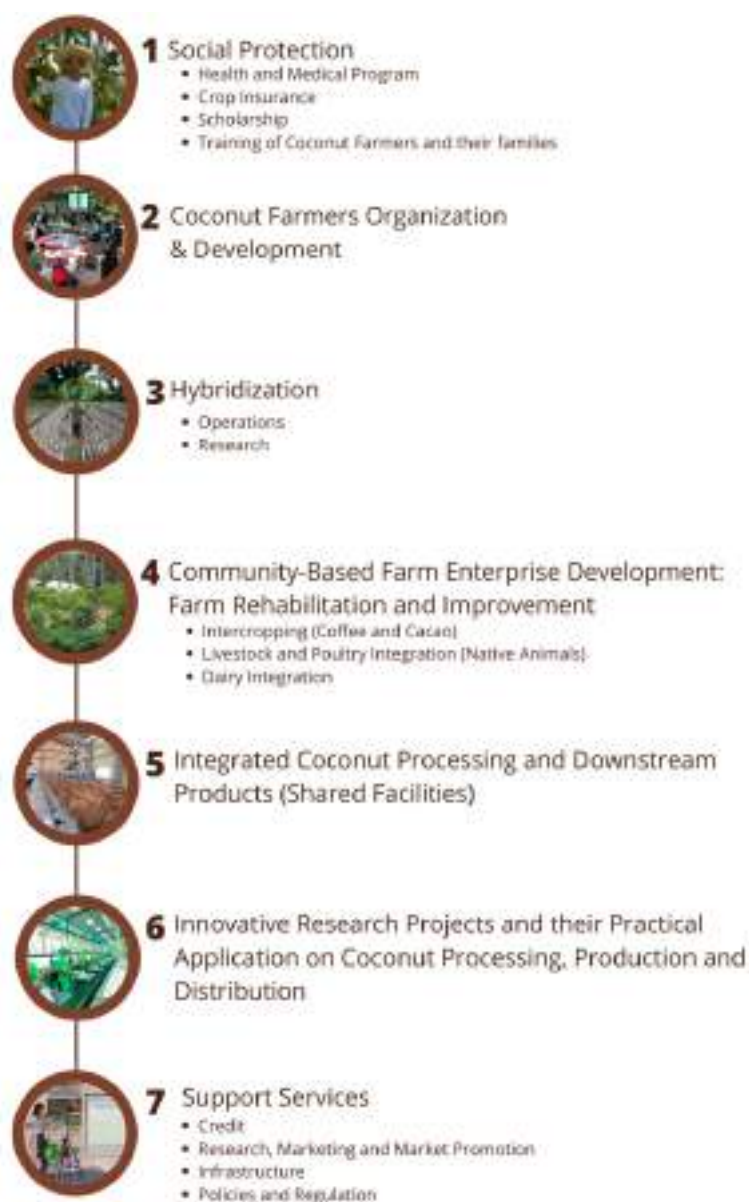 1 Social Protection
• Health and Medical Program
• Crop Insurance
• Scholarship
• Training of Coconut Farmers and their families
2 Coconut Farmers Organization
& Development
3 Hybridization
• Operations
• Research
4 Community-Based Farm Enterprise Development:
Farm Rehabilitation and Improvement
• Intercropping (Coffee and Cacao)
• Livestock and Poultry Integration (Native Animals)
• Dairy Integration
5 Integrated Coconut Processing and Downstream
Products (Shared Facilities)
6 Innovative Research Projects and their Practical
Application on Coconut Processing, Production and
Distribution
7 Support Services
• Credit
• Research, Marketing and Market Promotion
• Infrastructure
• Policies and Regulation